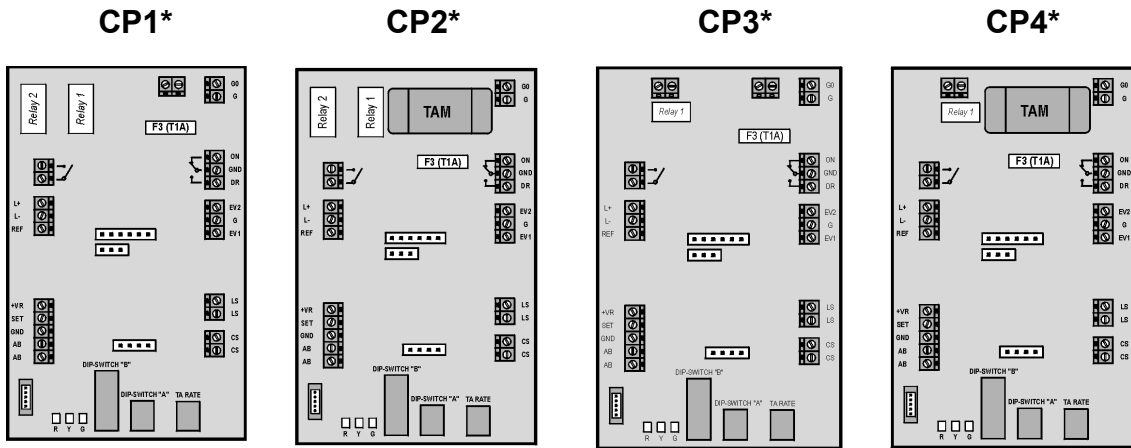 CP1*
CP2*
CP3*
CP4*
Relay 2
Relay 1
G0
G
F3 (T1A)
ON
GND
DR
L+
L-
REF
EV2
G
EV1
LS
LS
+VR
SET
GND
AB
AB
CS
CS
DIP-SWITCH "B"
DIP-SWITCH "A"
TA RATE
R Y G
Relay 2
Relay 1
TAM
G0
G
F3 (T1A)
ON
GND
DR
L+
L-
REF
EV2
G
EV1
LS
LS
+VR
SET
GND
AB
AB
CS
CS
DIP-SWITCH "B"
DIP-SWITCH "A"
TA RATE
R Y G
Relay 1
G0
G
F3 (T1A)
ON
GND
DR
L+
L-
REF
EV2
G
EV1
LS
LS
+VR
SET
GND
AB
AB
CS
CS
DIP-SWITCH "B"
DIP-SWITCH "A"
TA RATE
R Y G
Relay 1
TAM
G0
G
F3 (T1A)
ON
GND
DR
L+
L-
REF
EV2
G
EV1
LS
LS
+VR
SET
GND
AB
AB
CS
CS
DIP-SWITCH "B"
DIP-SWITCH "A"
TA RATE
R Y G